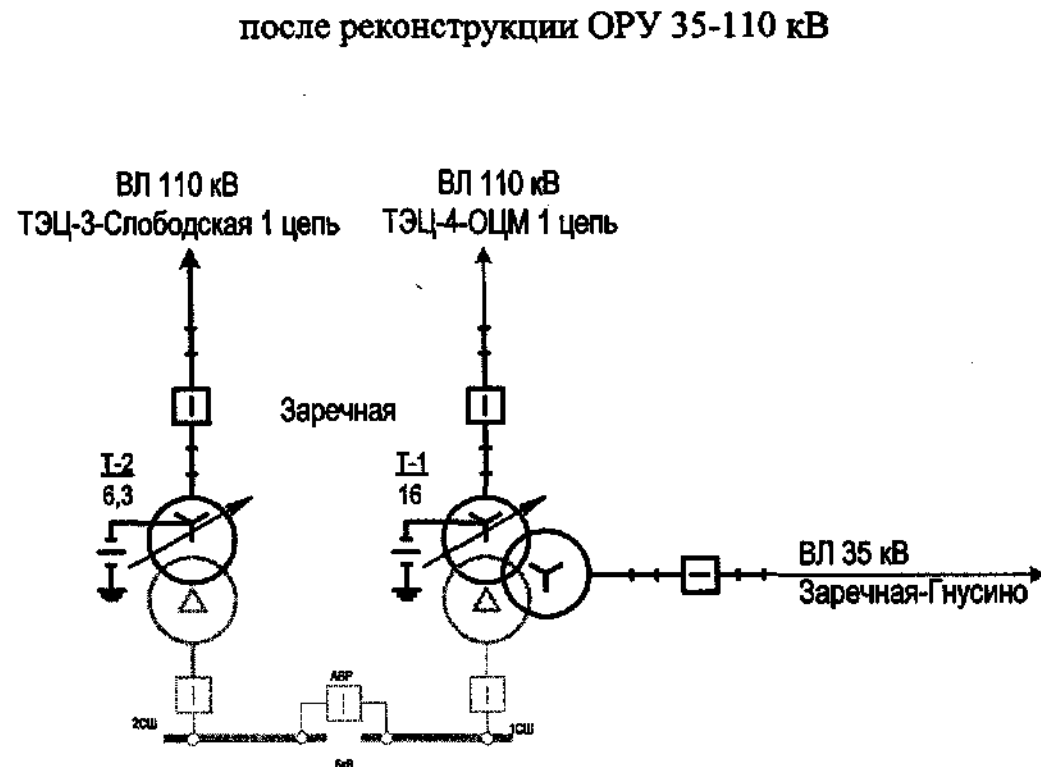 после реконструкции ОРУ 35-110 кВ
ВЛ 110 кВ
ТЭЦ-3-Слободская 1 цепь
ВЛ 110 кВ
ТЭЦ-4-ОЦМ 1 цепь
Заречная
Т-2
6,3
Т-1
16
ВЛ 35 кВ
Заречная-Гнусино
АВР
2СШ
1СШ
6кВ